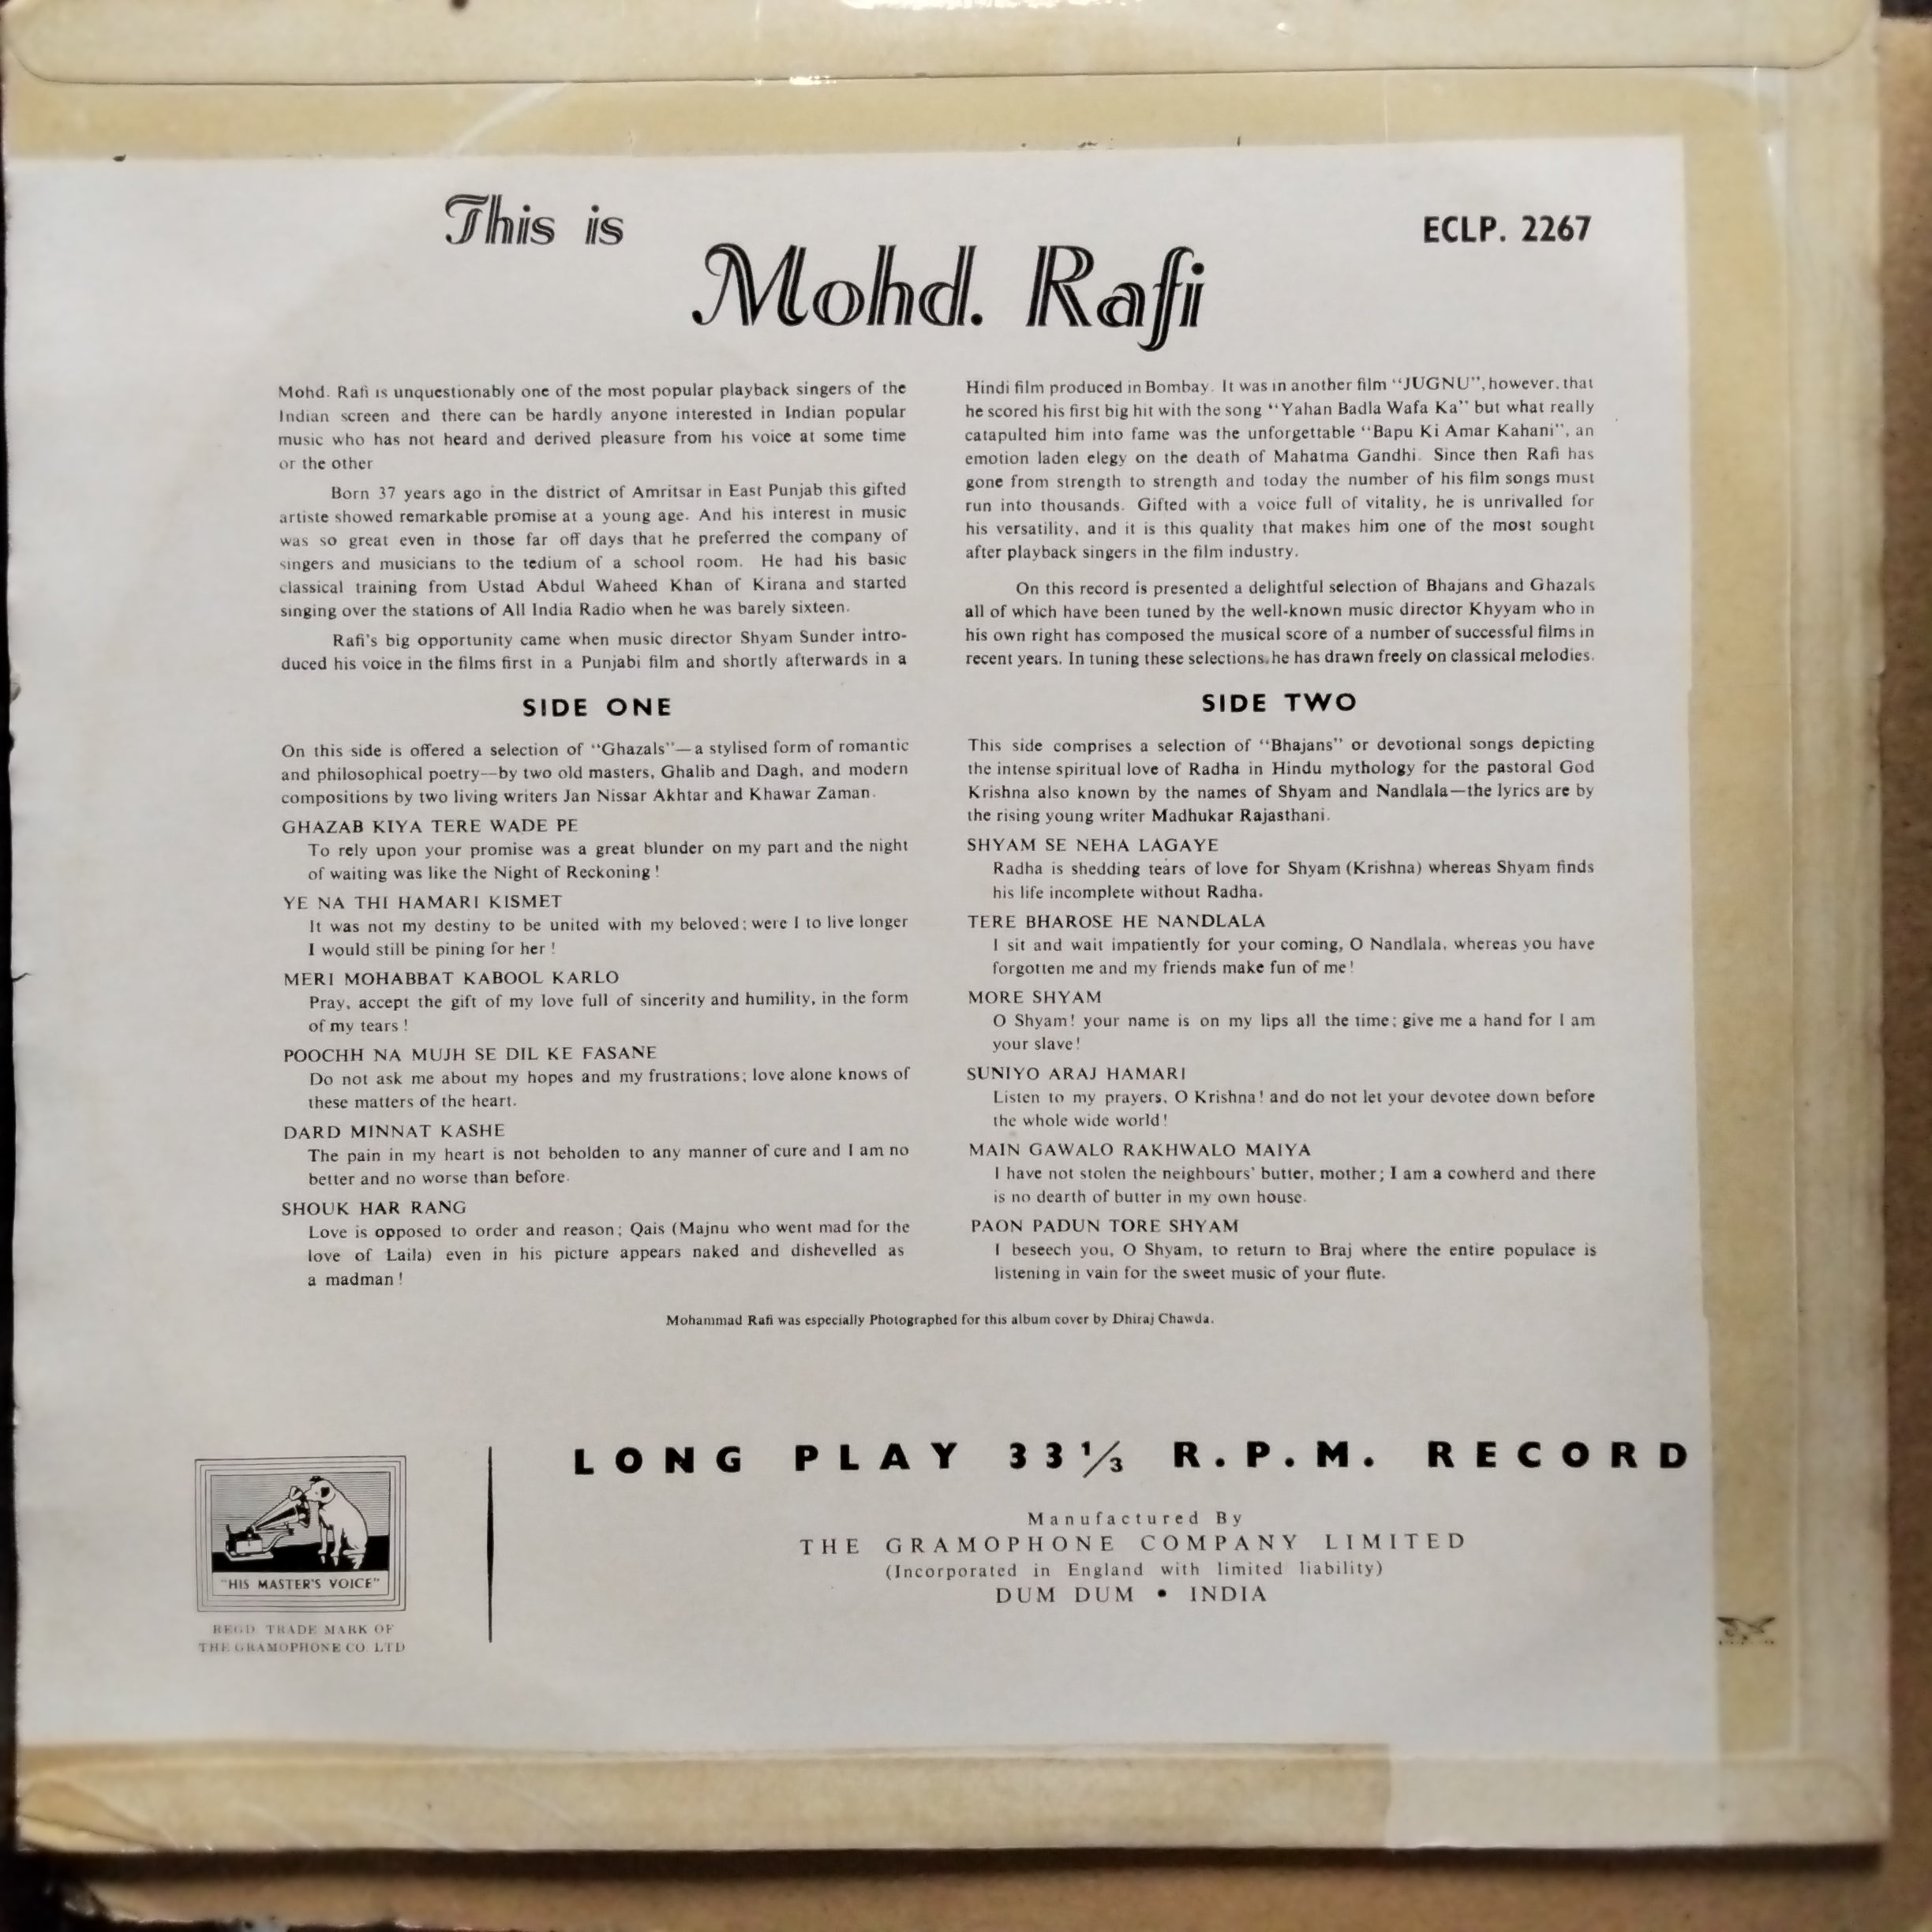 This is
Mohd. Rafi
ECLP. 2267
Mohd. Rafi is unquestionably one of the most popular playback singers of the
Indian screen and there can be hardly anyone interested in Indian popular
music who has not heard and derived pleasure from his voice at some time
or the other
Born 37 years ago in the district of Amritsar in East Punjab this gifted
artiste showed remarkable promise at a young age. And his interest in music
was so great even in those far off days that he preferred the company of
singers and musicians to the tedium of a school room. He had his basic
classical training from Ustad Abdul Waheed Khan of Kirana and started
singing over the stations of All India Radio when he was barely sixteen.
Rafi's big opportunity came when music director Shyam Sunder intro-
duced his voice in the films first in a Punjabi film and shortly afterwards in a
Hindi film produced in Bombay. It was in another film "JUGNU", however, that
he scored his first big hit with the song "Yahan Badla Wafa Ka" but what really
catapulted him into fame was the unforgettable "Bapu Ki Amar Kahani", an
emotion laden elegy on the death of Mahatma Gandhi. Since then Rafi has
gone from strength to strength and today the number of his film songs must
run into thousands. Gifted with a voice full of vitality, he is unrivalled for
his versatility, and it is this quality that makes him one of the most sought
after playback singers in the film industry.
On this record is presented a delightful selection of Bhajans and Ghazals
all of which have been tuned by the well-known music director Khyyam who in
his own right has composed the musical score of a number of successful films in
recent years. In tuning these selections, he has drawn freely on classical melodies.
SIDE ONE
On this side is offered a selection of "Ghazals"—a stylised form of romantic
and philosophical poetry—by two old masters, Ghalib and Dagh, and modern
compositions by two living writers Jan Nissar Akhtar and Khawar Zaman.
GHAZAB KIYA TERE WADE PE
To rely upon your promise was a great blunder on my part and the night
of waiting was like the Night of Reckoning !
YE NA THI HAMARI KISMET
It was not my destiny to be united with my beloved; were I to live longer
I would still be pining for her !
MERI MOHABBAT KABOOL KARLO
Pray, accept the gift of my love full of sincerity and humility, in the form
of my tears !
POOCHH NA MUJH SE DIL KE FASANE
Do not ask me about my hopes and my frustrations; love alone knows of
these matters of the heart.
DARD MINNAT KASHE
The pain in my heart is not beholden to any manner of cure and I am no
better and no worse than before.
SHOUK HAR RANG
Love is opposed to order and reason; Qais (Majnu who went mad for the
love of Laila) even in his picture appears naked and dishevelled as
a madman !
SIDE TWO
This side comprises a selection of "Bhajans" or devotional songs depicting
the intense spiritual love of Radha in Hindu mythology for the pastoral God
Krishna also known by the names of Shyam and Nandlala—the lyrics are by
the rising young writer Madhukar Rajasthani.
SHYAM SE NEHA LAGAYE
Radha is shedding tears of love for Shyam (Krishna) whereas Shyam finds
his life incomplete without Radha.
TERE BHAROSE HE NANDLALA
I sit and wait impatiently for your coming, O Nandlala, whereas you have
forgotten me and my friends make fun of me !
MORE SHYAM
O Shyam! your name is on my lips all the time; give me a hand for I am
your slave!
SUNIYO ARAJ HAMARI
Listen to my prayers, O Krishna! and do not let your devotee down before
the whole wide world!
MAIN GAWALO RAKHWALO MAIYA
I have not stolen the neighbours' butter, mother; I am a cowherd and there
is no dearth of butter in my own house.
PAON PADUN TORE SHYAM
I beseech you, O Shyam, to return to Braj where the entire populace is
listening in vain for the sweet music of your flute.
Mohammad Rafi was especially Photographed for this album cover by Dhiraj Chawda.
LONG PLAY 33⅓ R.P.M. RECORD
Manufactured By
THE GRAMOPHONE COMPANY LIMITED
(Incorporated in England with limited liability)
DUM DUM • INDIA
"HIS MASTER'S VOICE"
REGD. TRADE MARK OF
THE GRAMOPHONE CO. LTD